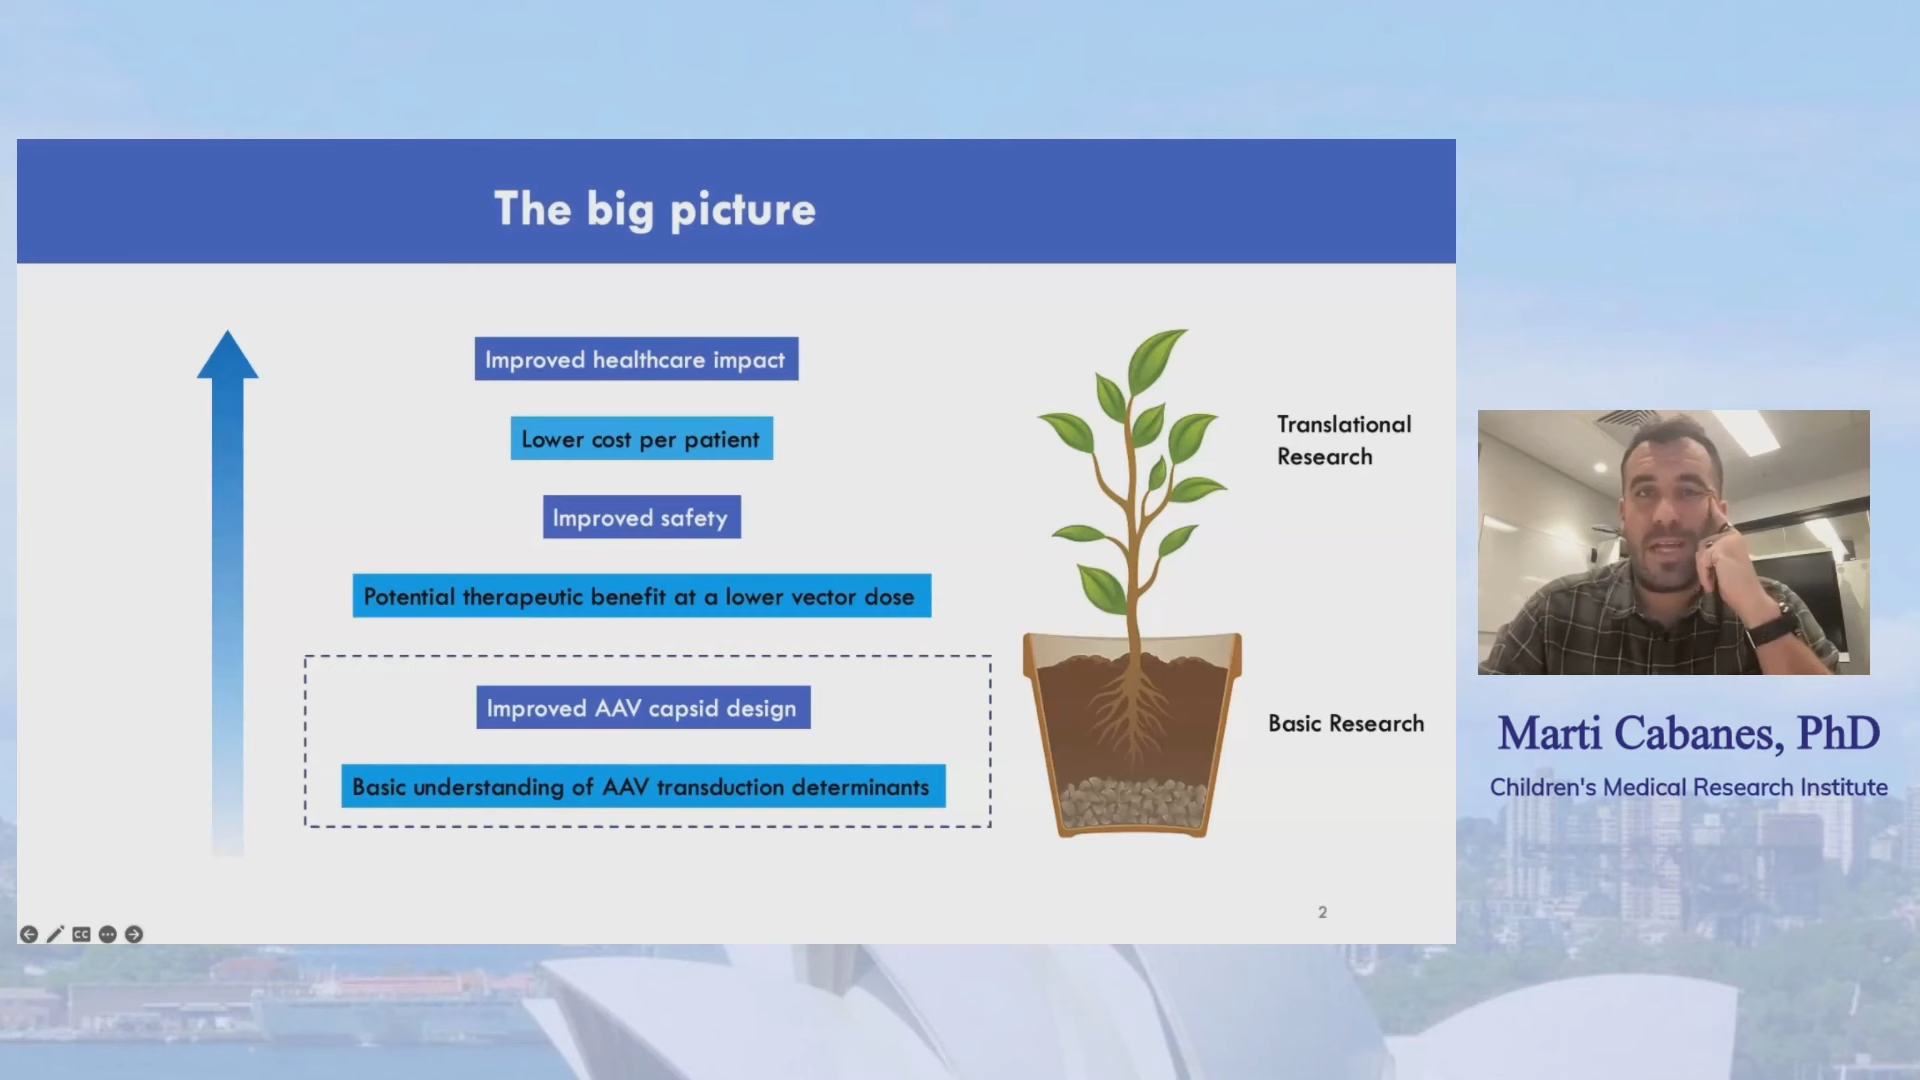 The big picture
Improved healthcare impact
Lower cost per patient
Improved safety
Potential therapeutic benefit at a lower vector dose
Improved AAV capsid design
Basic understanding of AAV transduction determinants
Translational
Research
Basic Research
2
CC
Marti Cabanes, PhD
Children's Medical Research Institute